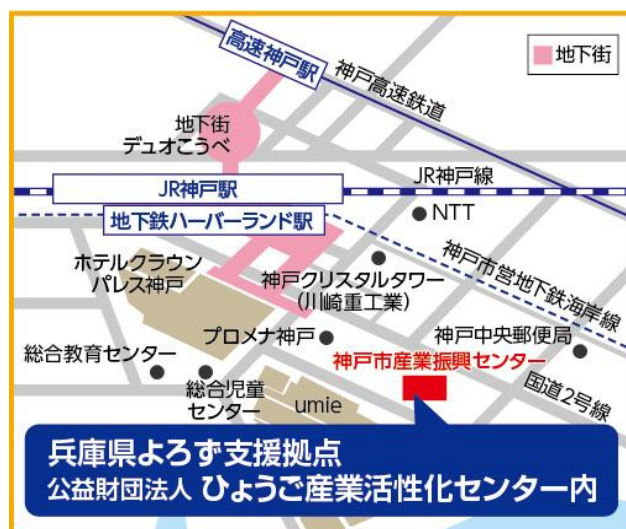 高速神戸駅
神戸高速鉄道
地下街
地下街
デュオこうべ
JR神戸駅
JR神戸線
地下鉄ハーバーランド駅
NTT
神戸市営地下鉄海岸線
ホテルクラウン
パレス神戸
神戸クリスタルタワー
(川崎重工業)
プロメナ神戸
神戸中央郵便局
総合教育センター
神戸市産業振興センター
総合児童
センター
umie
国道2号線
兵庫県よろず支援拠点
公益財団法人 ひょうご産業活性化センター内